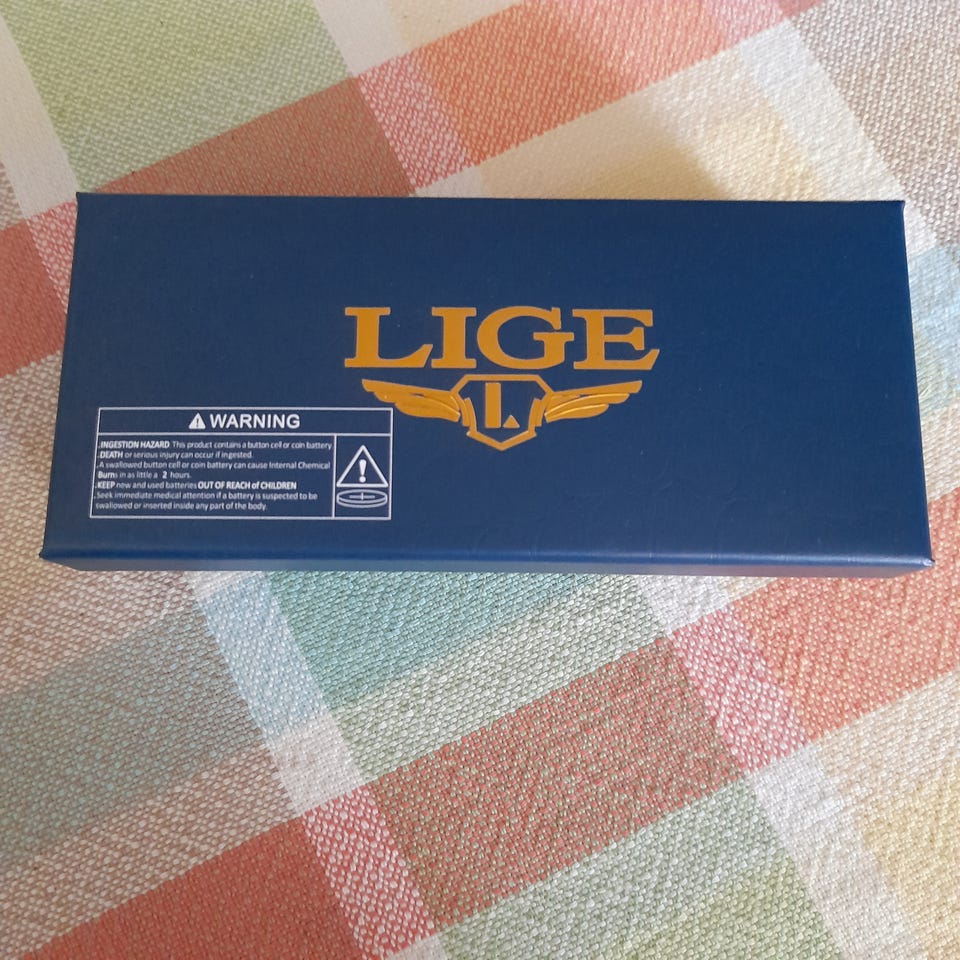 LIGE
L
WARNING
.INGESTION HAZARD This product contains a button cell or coin battery
.DEATH or serious injury can occur if ingested.
.A swallowed button cell or coin battery can cause Internal Chemical
Burns in as little a 2 hours.
.KEEP new and used batteries OUT OF REACH of CHILDREN
.Seek immediate medical attention if a battery is suspected to be
swallowed or inserted inside any part of the body.